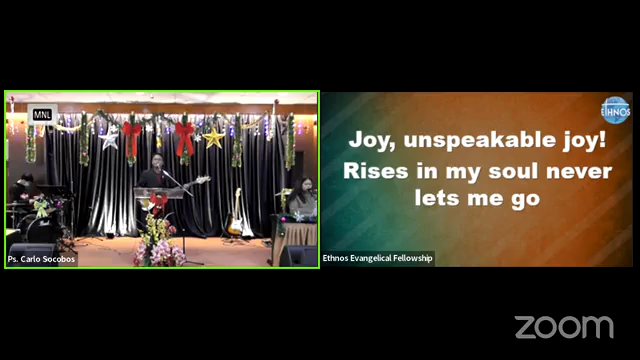 MNL
Ps. Carlo Socobos
ETHNOS
Joy, unspeakable joy!
Rises in my soul never
lets me go
Ethnos Evangelical Fellowship
zoom